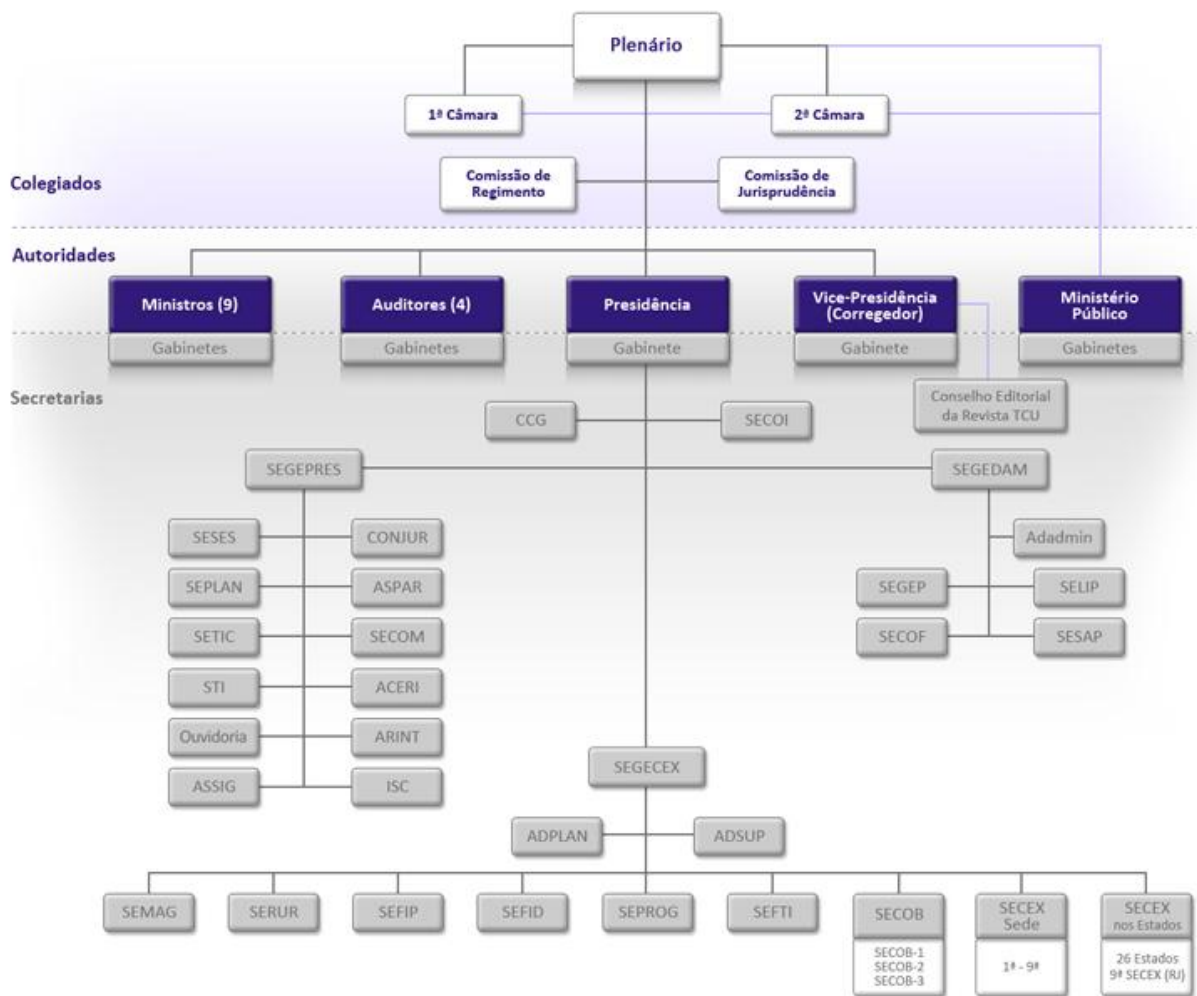 Plenário
1ª Câmara
2ª Câmara
Comissão de
Regimento
Comissão de
Jurisprudência
Colegiados
Autoridades
Ministros (9)
Gabinetes
Auditores (4)
Gabinetes
Presidência
Gabinete
Vice-Presidência
(Corregedor)
Gabinete
Ministério
Público
Gabinetes
Secretarias
Conselho Editorial
da Revista TCU
CCG
SECOI
SEGEPRES
SEGEDAM
SESES
CONJUR
SEPLAN
ASPAR
SETIC
SECOM
STI
ACERI
Ouvidoria
ARINT
ASSIG
ISC
Adadmin
SEGEP
SELIP
SECOF
SESAP
SEGECEX
ADPLAN
ADSUP
SEMAG
SERUR
SEFIP
SEFID
SEPROG
SEFTI
SECOB
SECOB-1
SECOB-2
SECOB-3
SECEX
Sede
1ª - 9ª
SECEX
nos Estados
26 Estados
9ª SECEX (RJ)